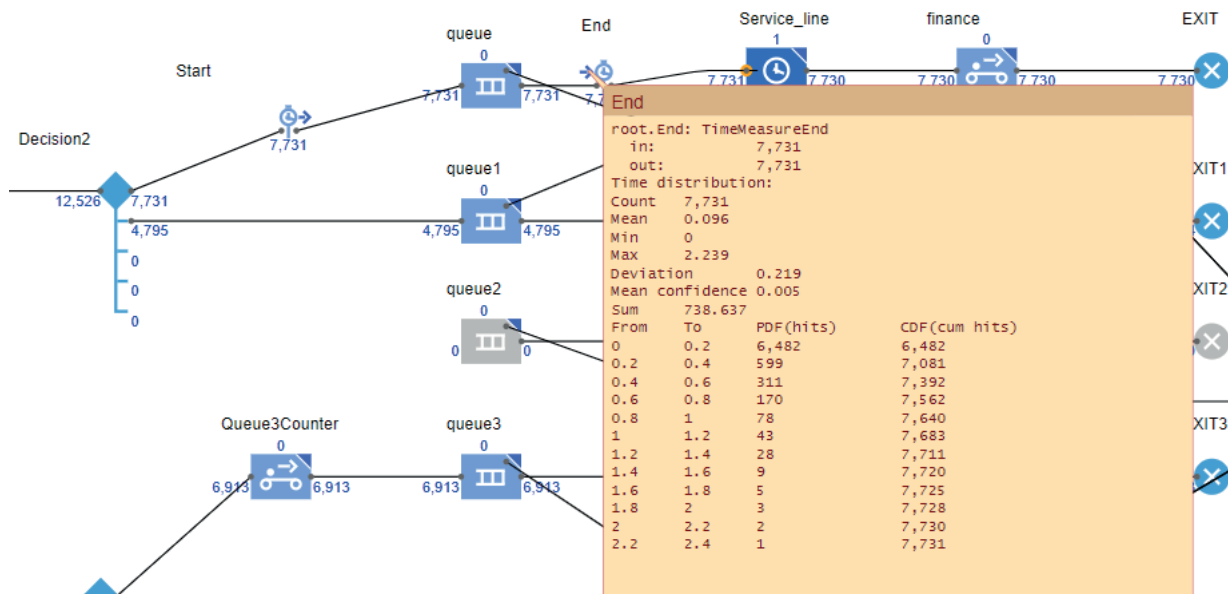 Service_line finance EXIT
End
queue
1 0
0
Start
7,731 7,731 7,731 7,730 7,730 7,730 7,730
End
7,731
root.End: TimeMeasureEnd
Decision2
in: 7,731
out: 7,731
queue1 XIT1
Time distribution:
0
12,526 7,731
Count 7,731
Mean 0.096
4,795 4,795 4,795
Min 0
Max 2.239
0
Deviation 0.219
queue2 XIT2
Mean confidence 0.005
0
0
Sum 738.637
0
From To PDF(hits) CDF(cum hits)
0 0.2 6,482 6,482
0 0
0.2 0.4 599 7,081
0.4 0.6 311 7,392
0.6 0.8 170 7,562
0.8 1 78 7,640
Queue3Counter queue3 XIT3
1 1.2 43 7,683
0 0
1.2 1.4 28 7,711
1.4 1.6 9 7,720
6,913 6,913 6,913 6,913
1.6 1.8 5 7,725
1.8 2 3 7,728
2 2.2 2 7,730
2.2 2.4 1 7,731